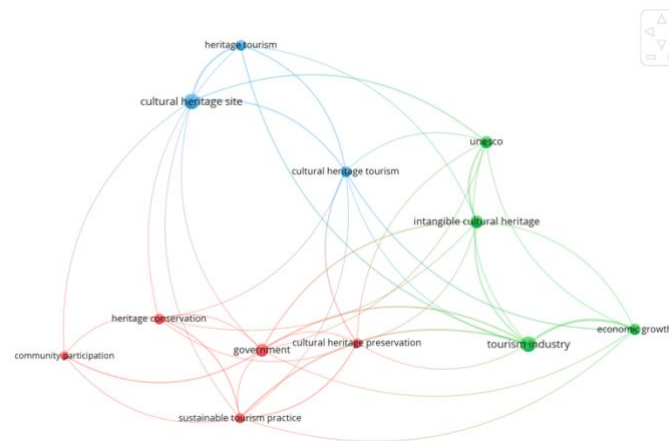 heritage tourism
cultural heritage site
unesco
cultural heritage tourism
intangible cultural heritage
heritage conservation
economic growth
government
cultural heritage preservation
tourism industry
community participation
sustainable tourism practice